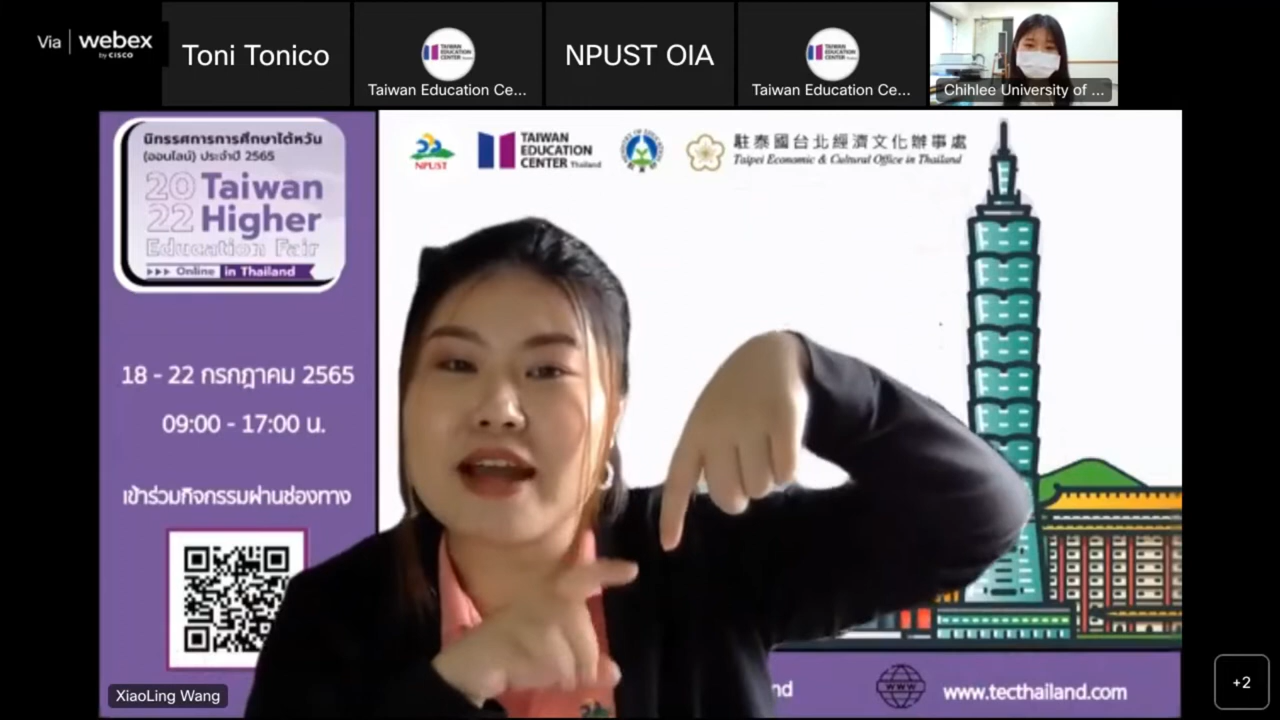 Via webex
by CISCO
Toni Tonico
TAIWAN
EDUCATION
CENTER
Taiwan Education Ce...
NPUST OIA
TAIWAN
EDUCATION
CENTER
Taiwan Education Ce...
Chihlee University of ...
นิทรรศการการศึกษาไต้หวัน
(ออนไลน์) ประจำปี 2565
20 Taiwan
22 Higher
Education Fair
Online in Thailand
NPUST
TAIWAN
EDUCATION
CENTER Thailand
駐泰國台北經濟文化辦事處
Taipei Economic & Cultural Office in Thailand
18 - 22 กรกฎาคม 2565
09:00 - 17:00 น.
เข้าร่วมกิจกรรมผ่านช่องทาง
XiaoLing Wang
nd
www.tecthailand.com
+2